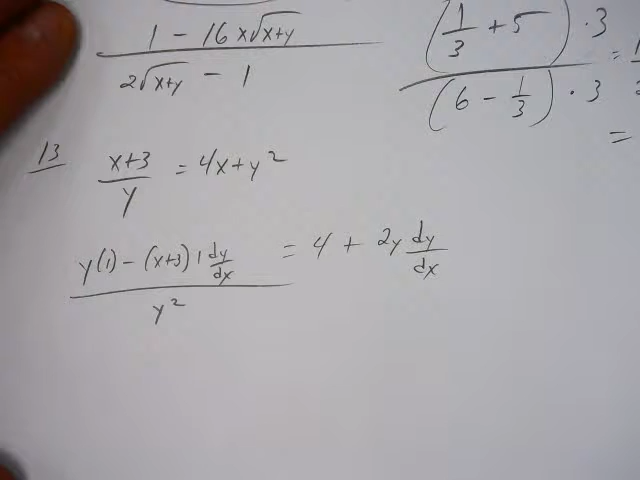 1 - 16x√(x+y)
2√(x+y) - 1
(1/3 + 5) · 3
(6 - 1/3) · 3
=
=
13
(x+3)/y = 4x+y²
(y(1) - (x+3)1 dy/dx)/y² = 4 + 2y dy/dx